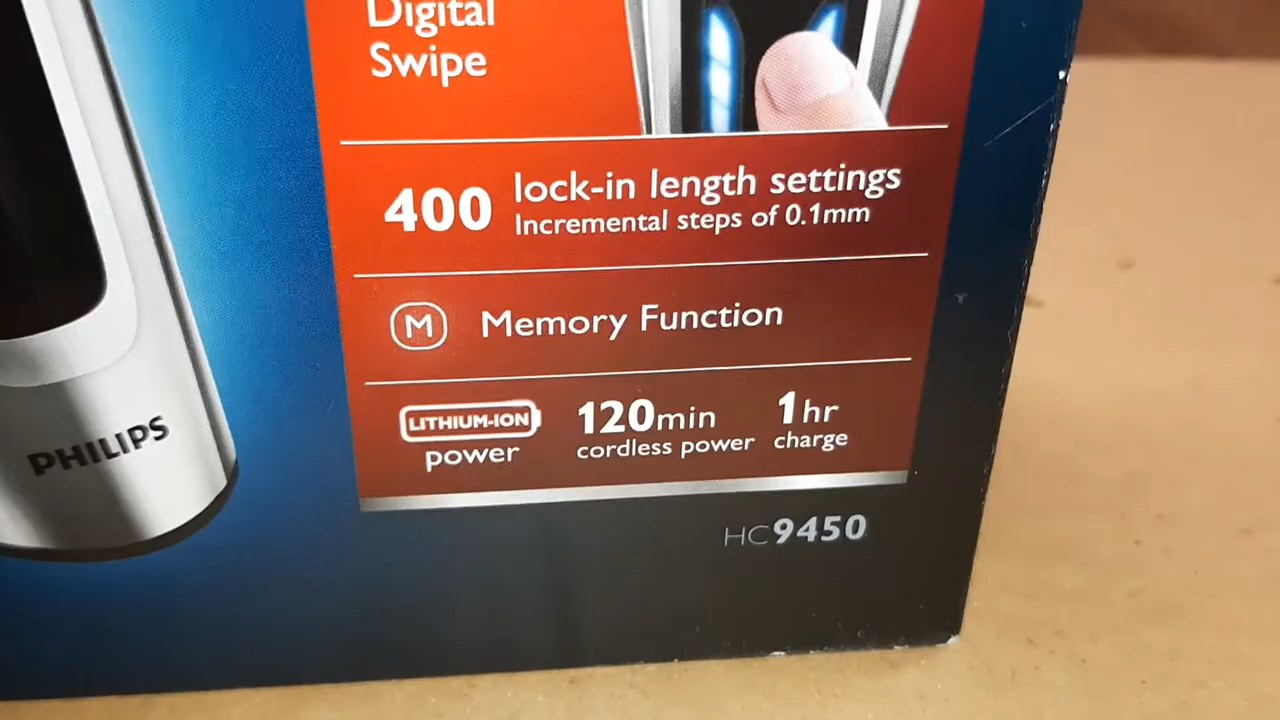 Digital
Swipe
400 lock-in length settings
Incremental steps of 0.1mm
M Memory Function
LITHIUM-ION power
120min cordless power
1hr charge
PHILIPS
HC9450